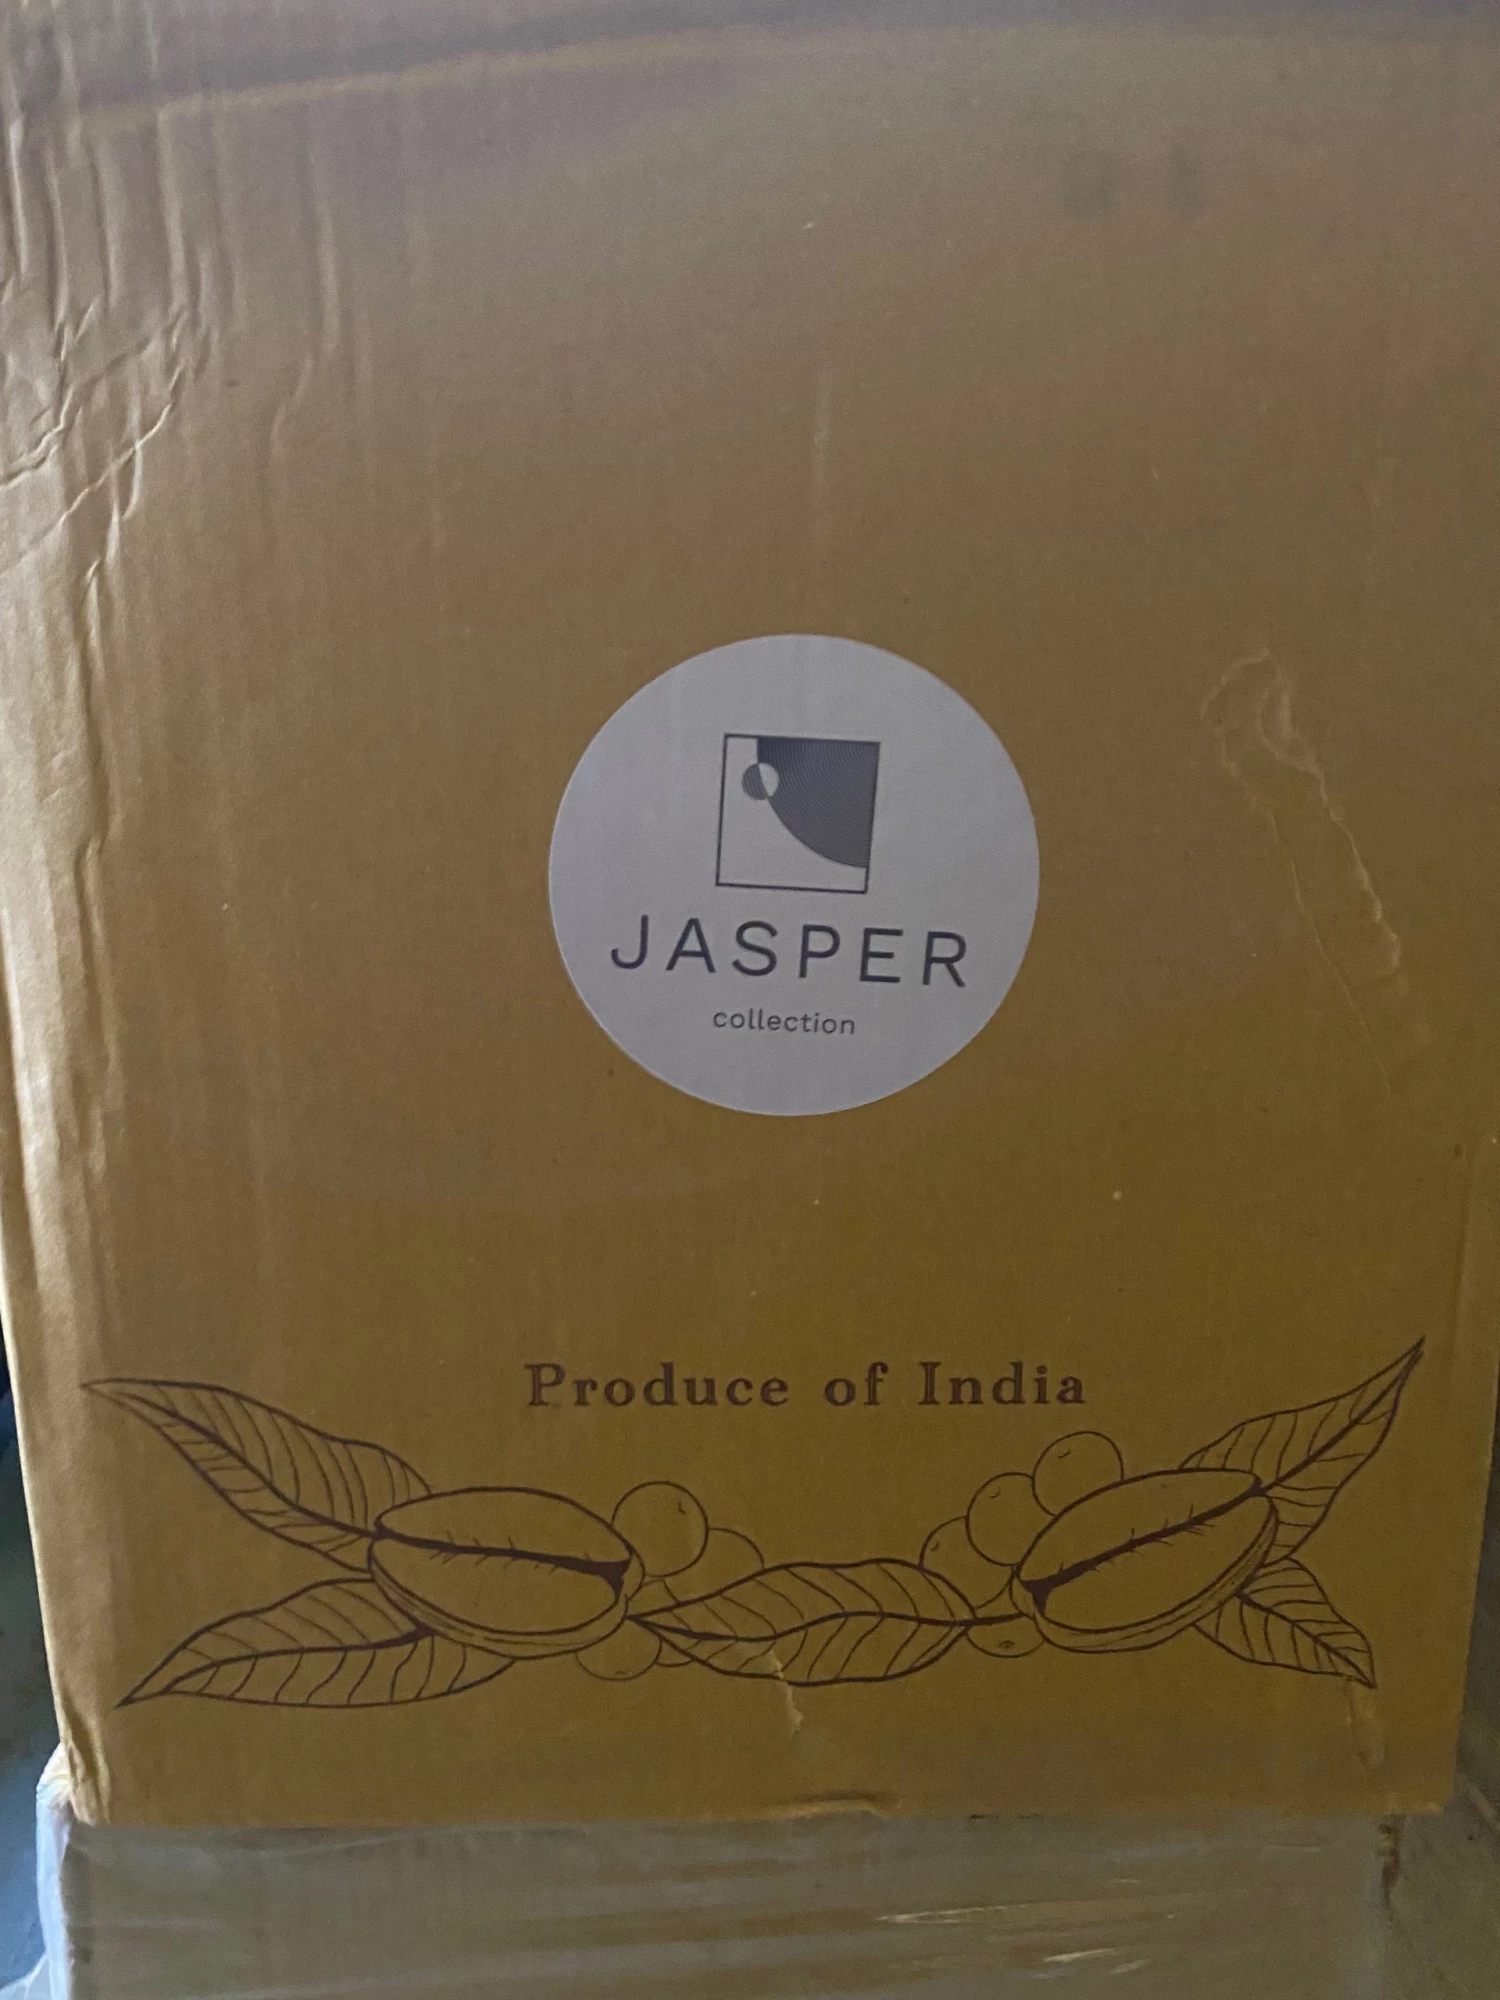 JASPER
collection
Produce of India